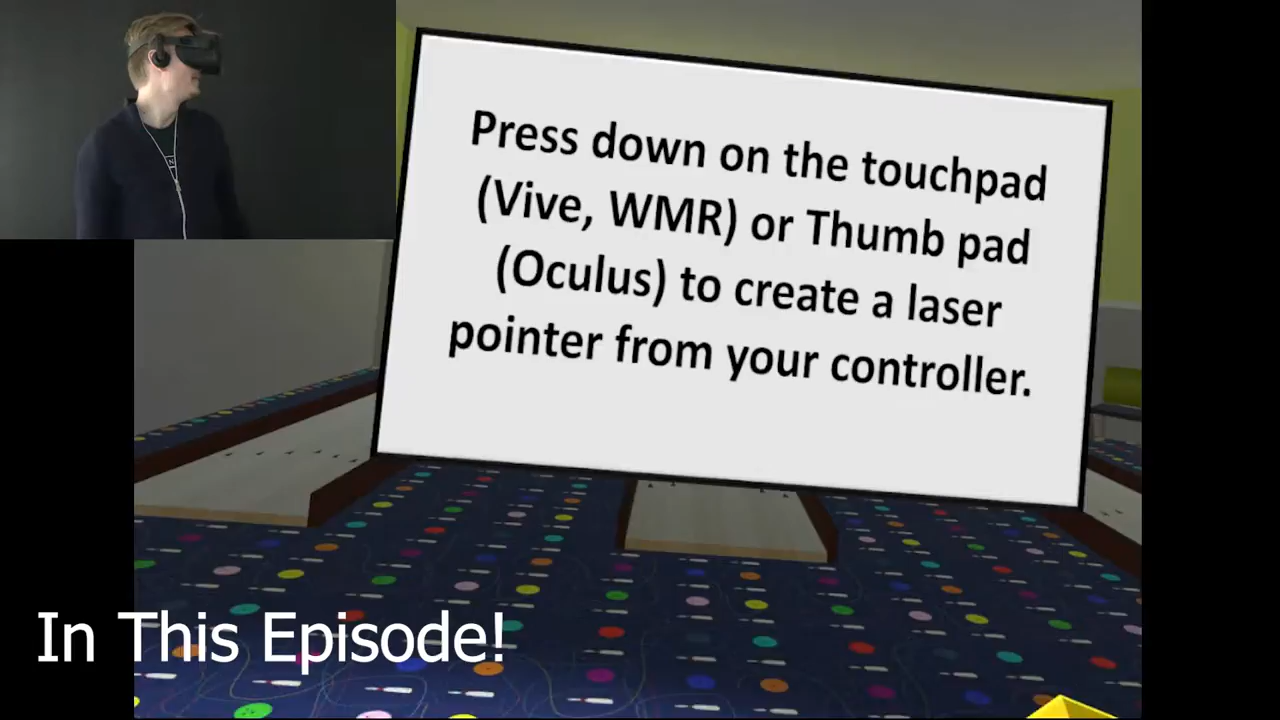 Press down on the touchpad
(Vive, WMR) or Thumb pad
(Oculus) to create a laser
pointer from your controller.
In This Episode!